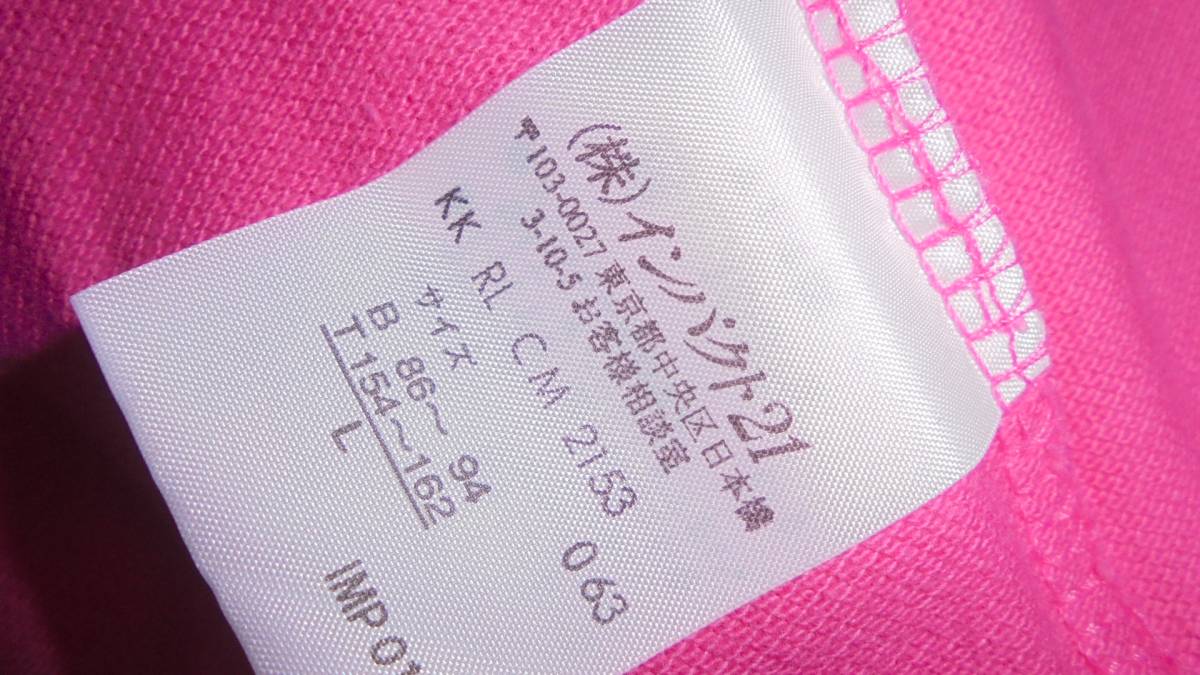 (株)インパクト21
〒103-0027 東京都中央区日本橋
3-10-5 お客様相談室
KK RL CM 2153 063
サイズ
B 86〜 94
T 154〜162
L
IMP 01